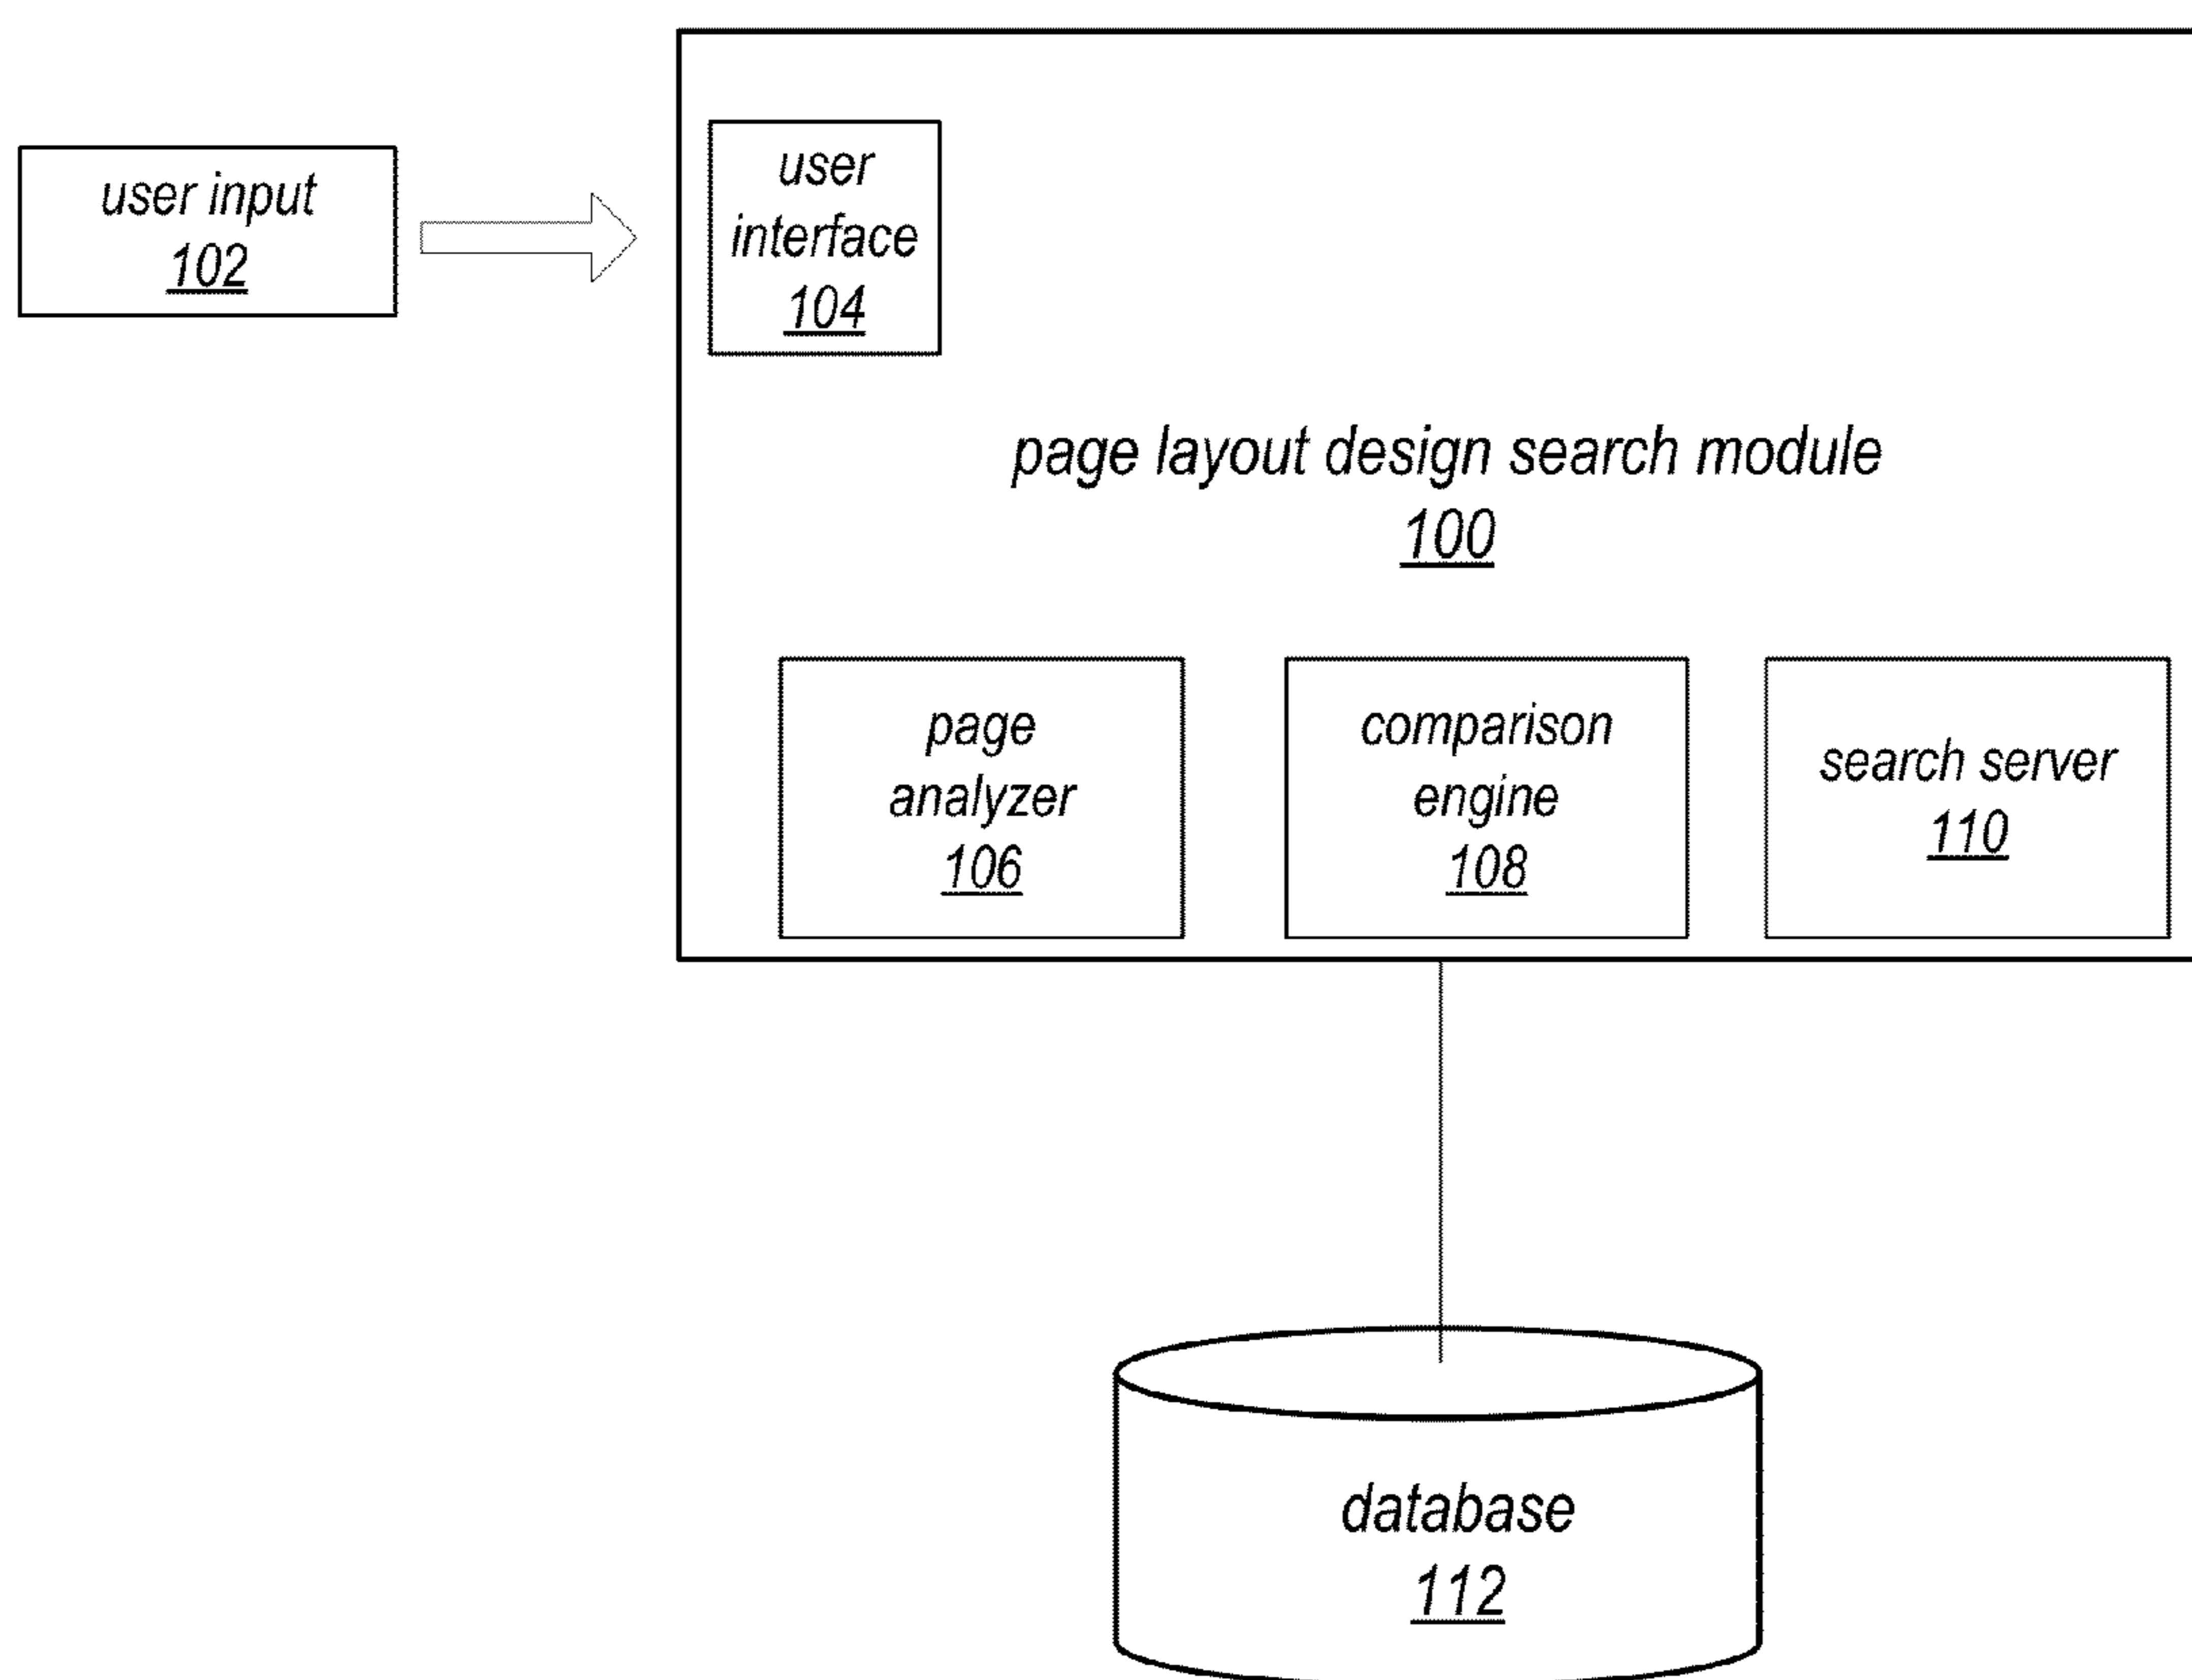 user input
102
user
interface
104
page layout design search module
100
page
analyzer
106
comparison
engine
108
search server
110
database
112